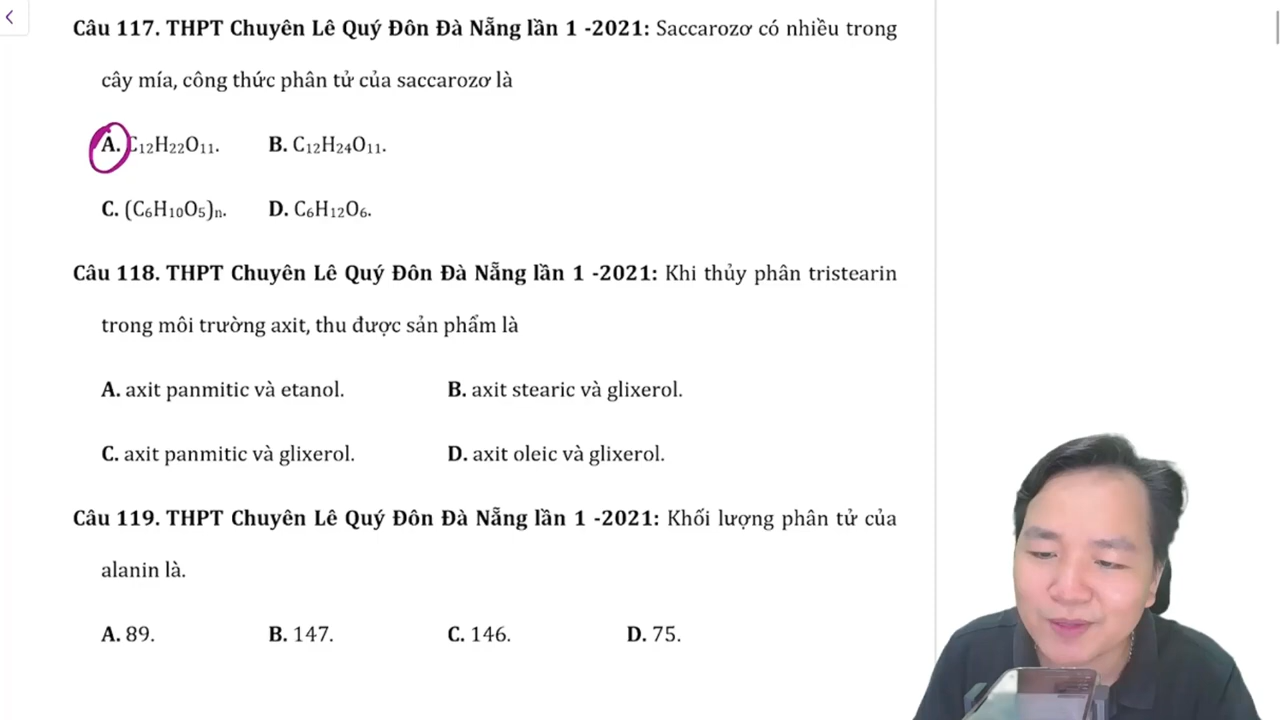 Câu 117. THPT Chuyên Lê Quý Đôn Đà Nẵng lần 1 -2021: Saccarozơ có nhiều trong
cây mía, công thức phân tử của saccarozơ là
A. C₁₂H₂₂O₁₁. B. C₁₂H₂₄O₁₁.
C. (C₆H₁₀O₅)ₙ. D. C₆H₁₂O₆.
Câu 118. THPT Chuyên Lê Quý Đôn Đà Nẵng lần 1 -2021: Khi thủy phân tristearin
trong môi trường axit, thu được sản phẩm là
A. axit panmitic và etanol. B. axit stearic và glixerol.
C. axit panmitic và glixerol. D. axit oleic và glixerol.
Câu 119. THPT Chuyên Lê Quý Đôn Đà Nẵng lần 1 -2021: Khối lượng phân tử của
alanin là.
A. 89. B. 147. C. 146. D. 75.